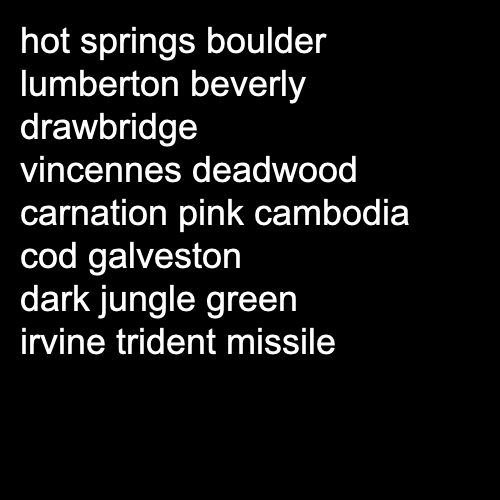 hot springs boulder
lumberton beverly
drawbridge
vincennes deadwood
carnation pink cambodia
cod galveston
dark jungle green
irvine trident missile